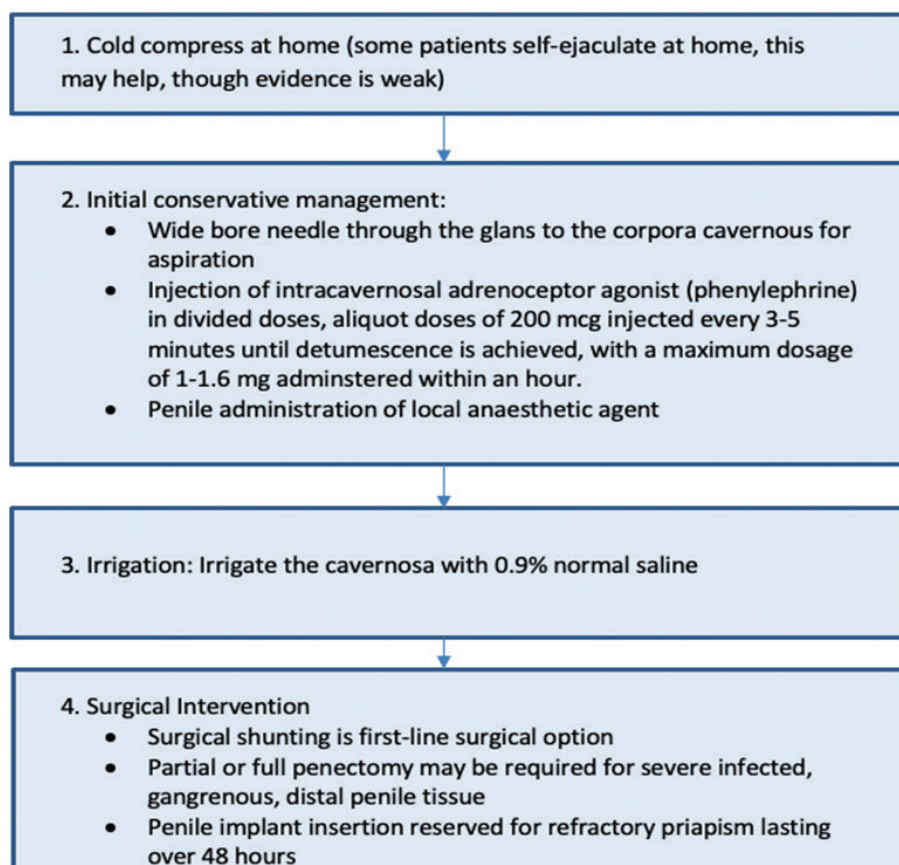 1. Cold compress at home (some patients self-ejaculate at home, this
may help, though evidence is weak)
2. Initial conservative management:
• Wide bore needle through the glans to the corpora cavernous for
aspiration
• Injection of intracavernosal adrenoceptor agonist (phenylephrine)
in divided doses, aliquot doses of 200 mcg injected every 3-5
minutes until detumescence is achieved, with a maximum dosage
of 1-1.6 mg adminstered within an hour.
• Penile administration of local anaesthetic agent
3. Irrigation: Irrigate the cavernosa with 0.9% normal saline
4. Surgical Intervention
• Surgical shunting is first-line surgical option
• Partial or full penectomy may be required for severe infected,
gangrenous, distal penile tissue
• Penile implant insertion reserved for refractory priapism lasting
over 48 hours